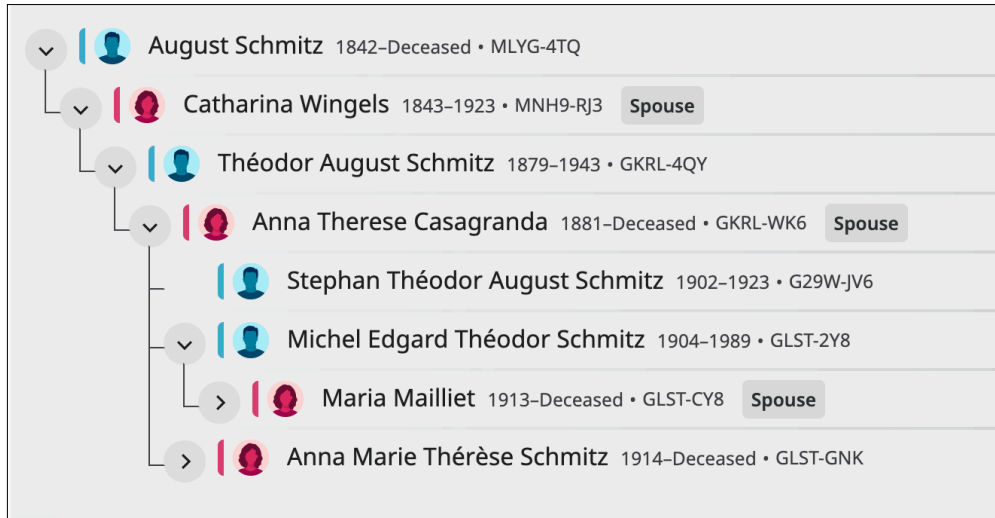 August Schmitz 1842–Deceased • MLYG-4TQ
Catharina Wingels 1843–1923 • MNH9-RJ3 Spouse
Théodor August Schmitz 1879–1943 • GKRL-4QY
Anna Therese Casagranda 1881–Deceased • GKRL-WK6 Spouse
Stephan Théodor August Schmitz 1902–1923 • G29W-JV6
Michel Edgard Théodor Schmitz 1904–1989 • GLST-2Y8
Maria Mailliet 1913–Deceased • GLST-CY8 Spouse
Anna Marie Thérèse Schmitz 1914–Deceased • GLST-GNK